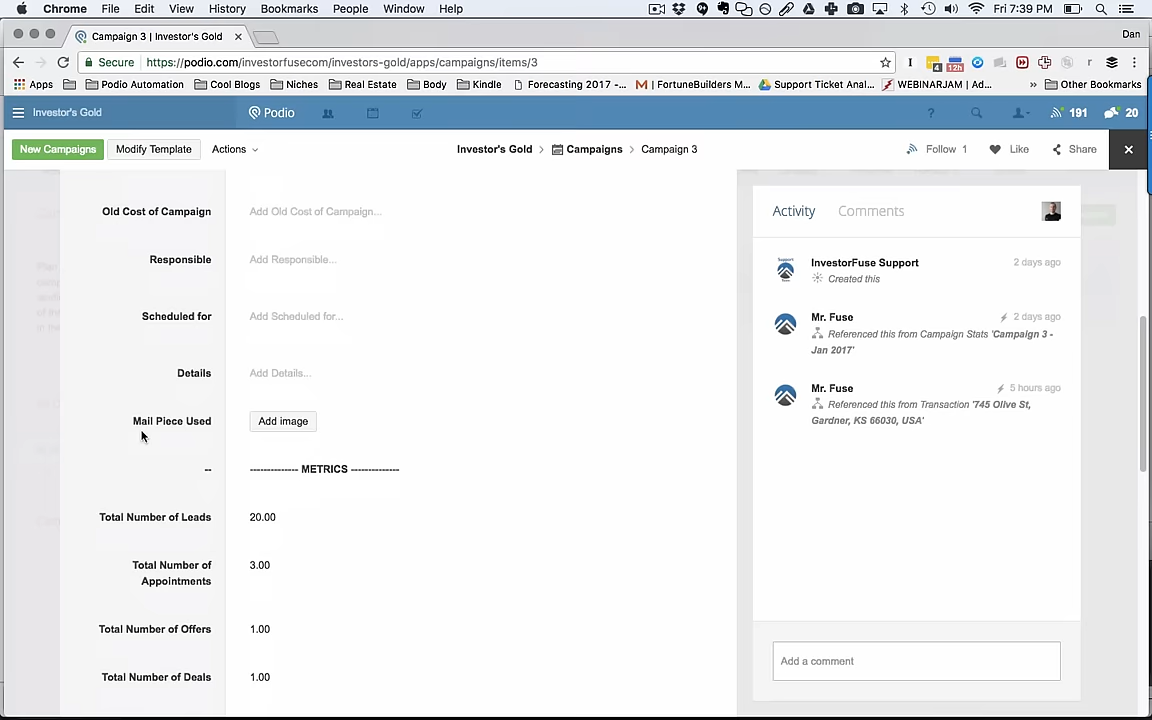 Chrome File Edit View History Bookmarks People Window Help Fri 7:39 PM
Campaign 3 | Investor's Gold Dan
Secure https://podio.com/investorfusecom/investors-gold/apps/campaigns/items/3
Apps Podio Automation Cool Blogs Niches Real Estate Body Kindle Forecasting 2017 -... | FortuneBuilders M... Support Ticket Anal... WEBINARJAM | Ad... » Other Bookmarks
Investor's Gold Podio ? 191 20
New Campaigns Modify Template Actions Investor's Gold > Campaigns > Campaign 3 Follow 1 Like Share
Old Cost of Campaign Add Old Cost of Campaign...
Responsible Add Responsible...
Scheduled for Add Scheduled for...
Details Add Details...
Mail Piece Used Add image
-- -------------- METRICS --------------
Total Number of Leads 20.00
Total Number of
Appointments 3.00
Total Number of Offers 1.00
Total Number of Deals 1.00
Activity Comments
InvestorFuse Support 2 days ago
Created this
Mr. Fuse 2 days ago
Referenced this from Campaign Stats 'Campaign 3 -
Jan 2017'
Mr. Fuse 5 hours ago
Referenced this from Transaction '745 Olive St,
Gardner, KS 66030, USA'
Add a comment